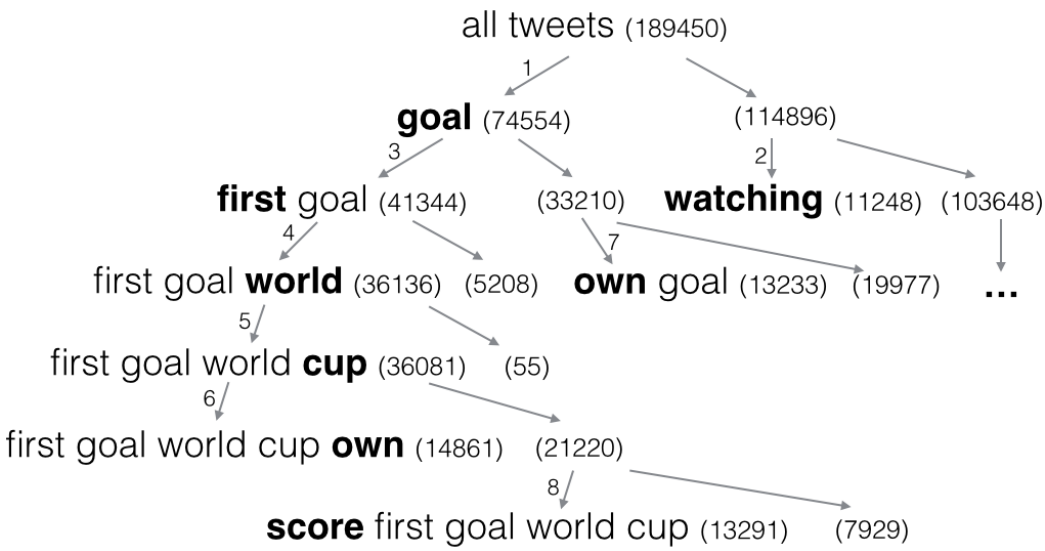 all tweets (189450)
1
goal (74554) (114896)
3 2
first goal (41344) (33210) watching (11248) (103648)
4 7
first goal world (36136) (5208) own goal (13233) (19977) ...
5
first goal world cup (36081) (55)
6
first goal world cup own (14861) (21220)
8
score first goal world cup (13291) (7929)